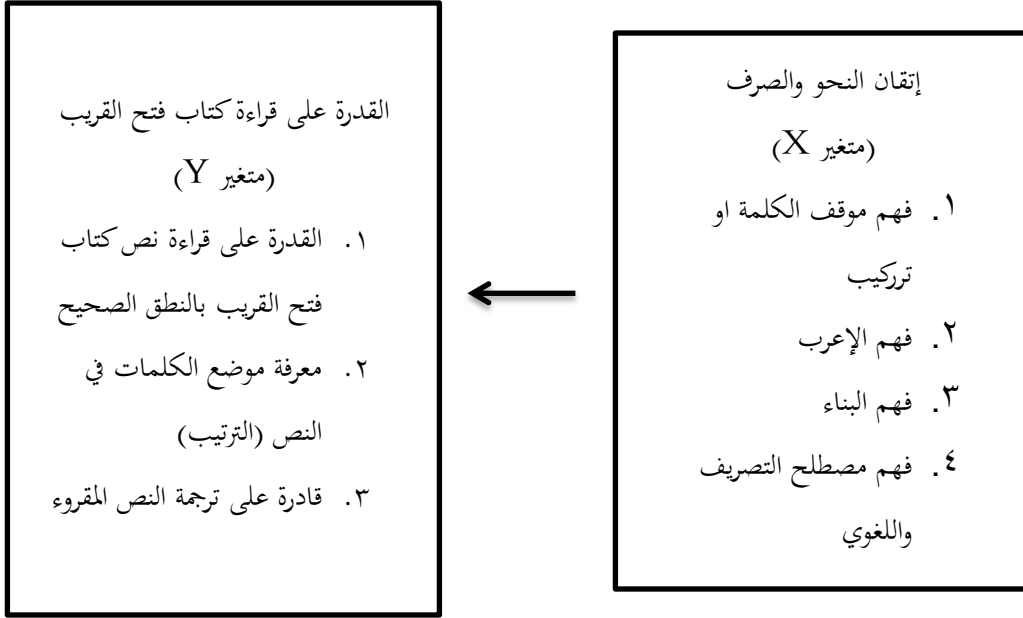 إتقان النحو والصرف
(متغير X)
١. فهم موقف الكلمة او
تركيب
٢. فهم الإعرب
٣. فهم البناء
٤. فهم مصطلح التصريف
واللغوي
القدرة على قراءة كتاب فتح القريب
(متغير Y)
١. القدرة على قراءة نص كتاب
فتح القريب بالنطق الصحيح
٢. معرفة موضع الكلمات في
النص (الترتيب)
٣. قادرة على ترجمة النص المقروء